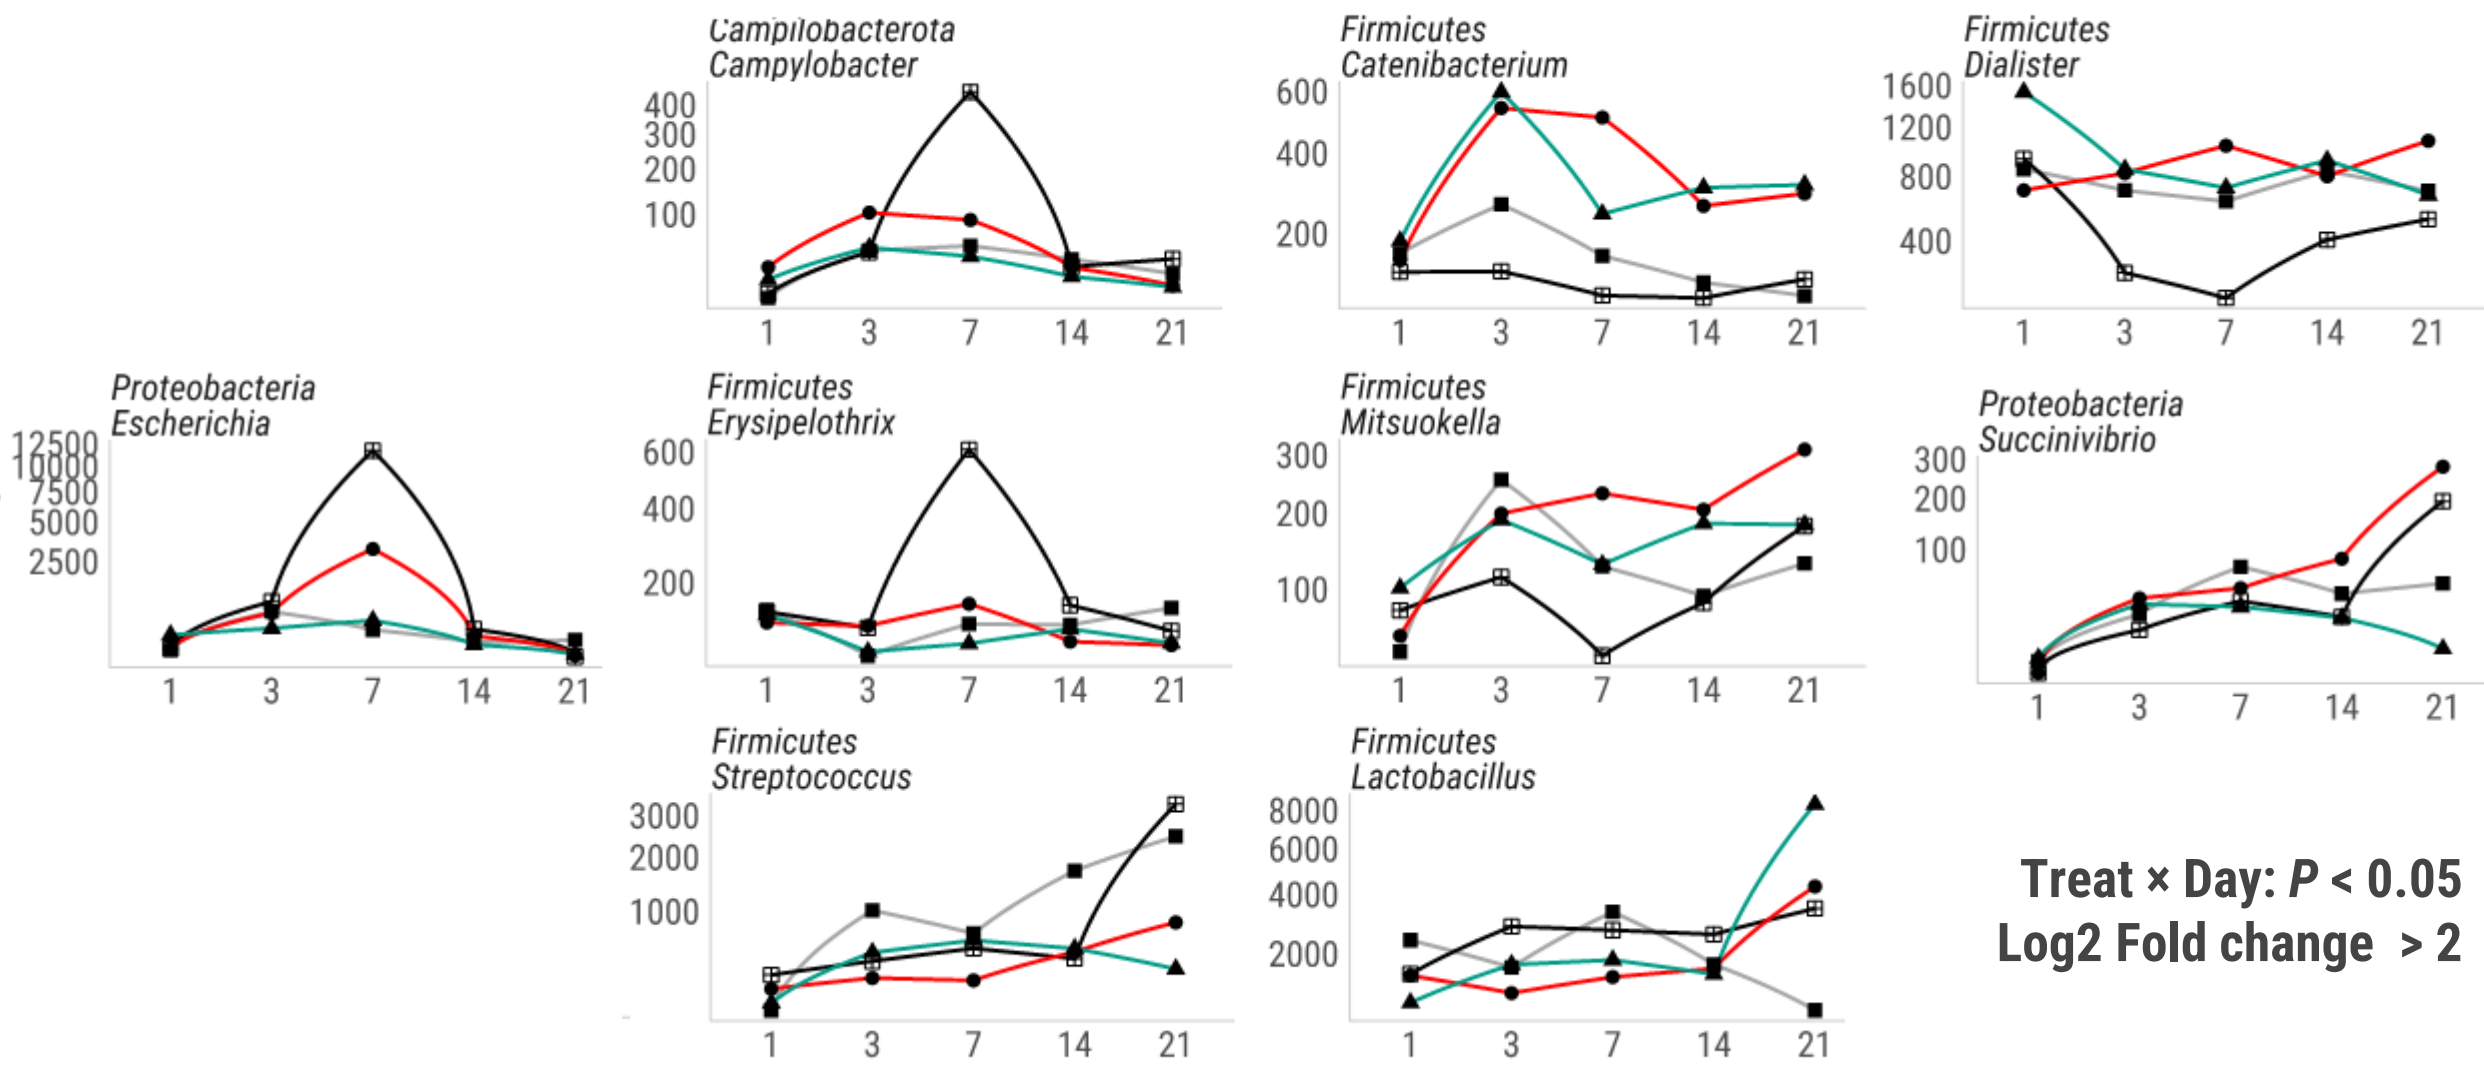 Campilobacterota
Campylobacter
400
300
200
100
1 3 7 14 21
Firmicutes
Catenibacterium
600
400
200
1 3 7 14 21
Firmicutes
Dialister
1600
1200
800
400
1 3 7 14 21
Proteobacteria
Escherichia
12500
10000
7500
5000
2500
1 3 7 14 21
Firmicutes
Erysipelothrix
600
400
200
1 3 7 14 21
Firmicutes
Mitsuokella
300
200
100
1 3 7 14 21
Proteobacteria
Succinivibrio
300
200
100
1 3 7 14 21
Firmicutes
Streptococcus
3000
2000
1000
1 3 7 14 21
Firmicutes
Lactobacillus
8000
6000
4000
2000
1 3 7 14 21
Treat × Day: P < 0.05
Log2 Fold change > 2